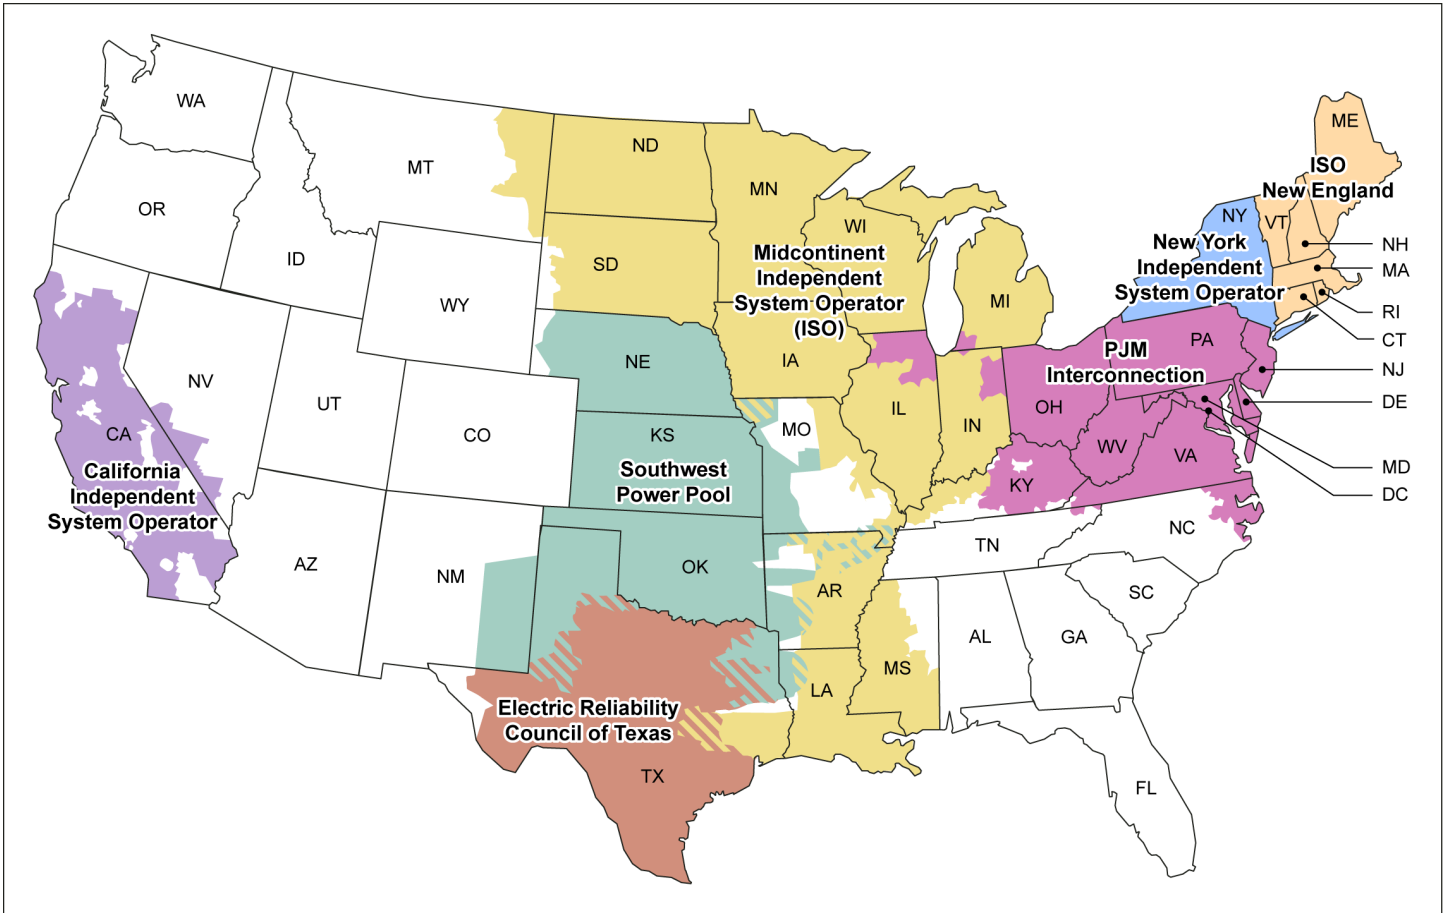 WA
MT
ND
MN
ME
ISO
New England
OR
ID
SD
WI
NY
VT
NH
MA
RI
CT
NJ
DE
MD
DC
Midcontinent
Independent
System Operator
(ISO)
New York
Independent
System Operator
WY
MI
NV
UT
CO
NE
IA
IL
IN
OH
PA
PJM
Interconnection
CA
California
Independent
System Operator
KS
Southwest
Power Pool
MO
KY
WV
VA
AZ
NM
OK
AR
TN
NC
SC
MS
AL
GA
LA
Electric Reliability
Council of Texas
TX
FL